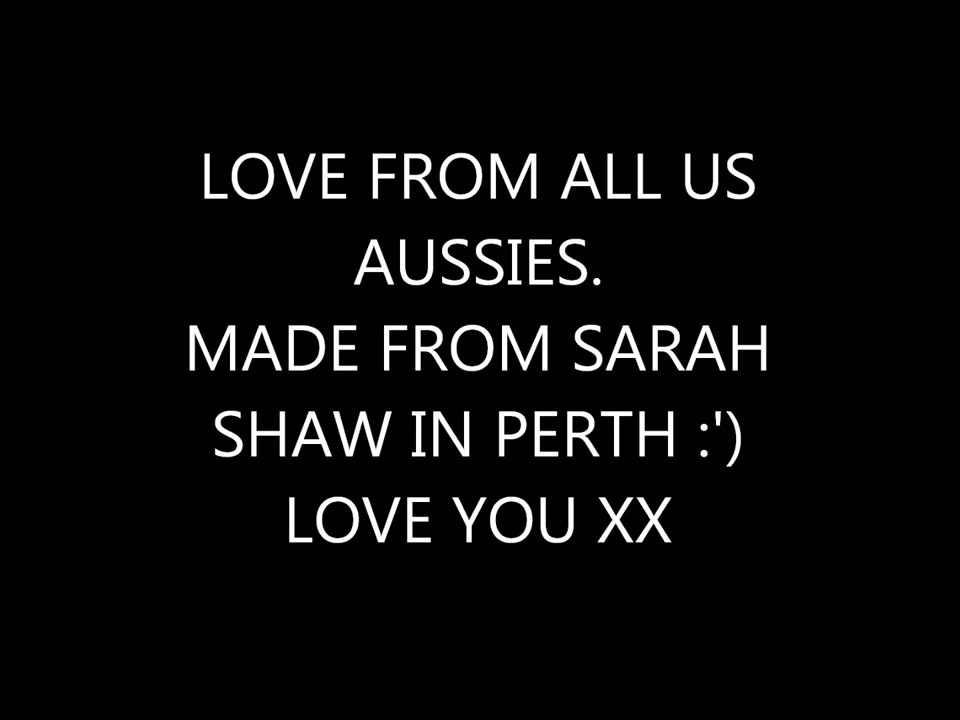 LOVE FROM ALL US
AUSSIES.
MADE FROM SARAH
SHAW IN PERTH :')
LOVE YOU XX